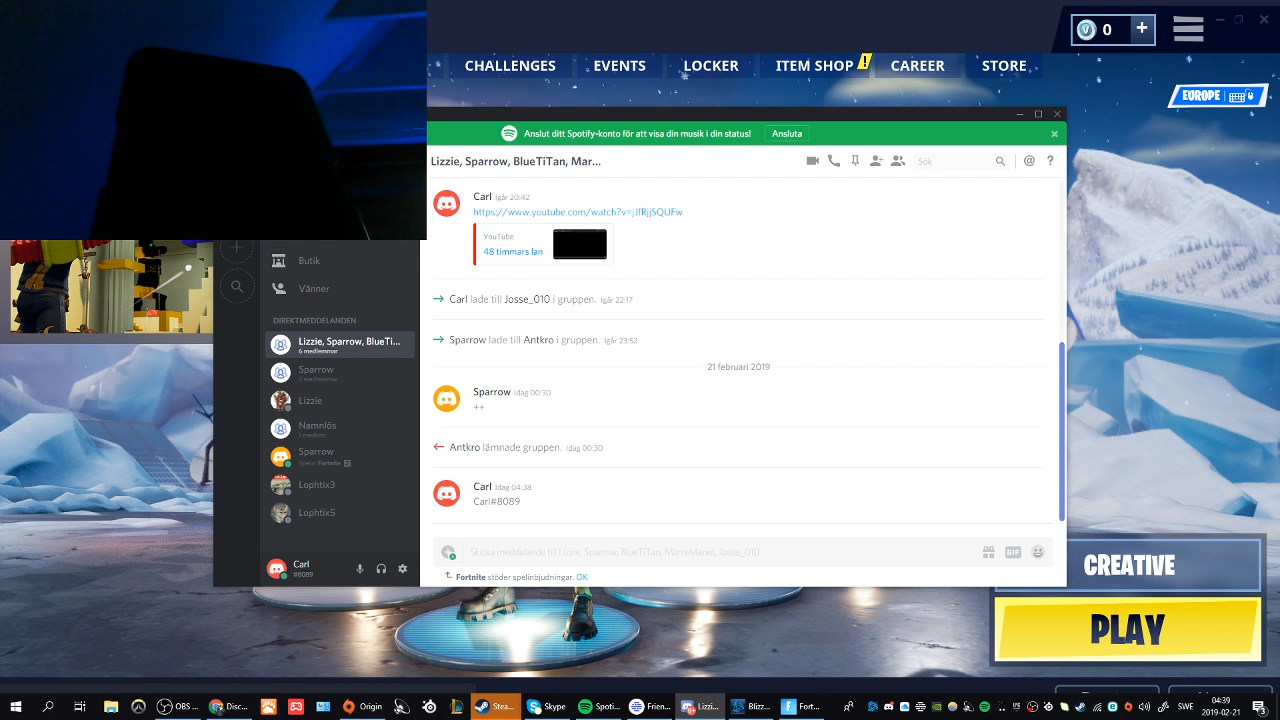 0
+
CHALLENGES EVENTS LOCKER ITEM SHOP ! CAREER STORE
EUROPE
Anslut ditt Spotify-konto för att visa din musik i din status! Ansluta
Lizzie, Sparrow, BlueTiTan, Mar...
Sök
Carl Igår 20:42
https://www.youtube.com/watch?v=jJfRjjSQUFw
YouTube
48 timmars lan
Carl lade till Josse_010 i gruppen. Igår 22:17
Sparrow lade till Antkro i gruppen. Igår 23:52
21 februari 2019
Sparrow Idag 00:30
++
Antkro lämnade gruppen. Idag 00:30
Carl Idag 04:38
Carl#8089
Skicka meddelande till Lizzie, Sparrow, BlueTiTan, MarreManet, Josse_010
GIF
Fortnite stöder spelinbjudningar. OK
Butik
Vänner
DIREKTMEDDELANDEN
Lizzie, Sparrow, BlueTi...
6 medlemmar
Sparrow
2 medlemmar
Lizzie
Namnlös
1 medlem
Sparrow
Spelar Fortnite
Lophtix3
Lophtix5
Carl
#8089
CREATIVE
PLAY
OBS... Disc... Origin Stea... Skype Spoti... Fien... Lizzi... Blizz... Fort...
SWE
04:39
2019-02-21